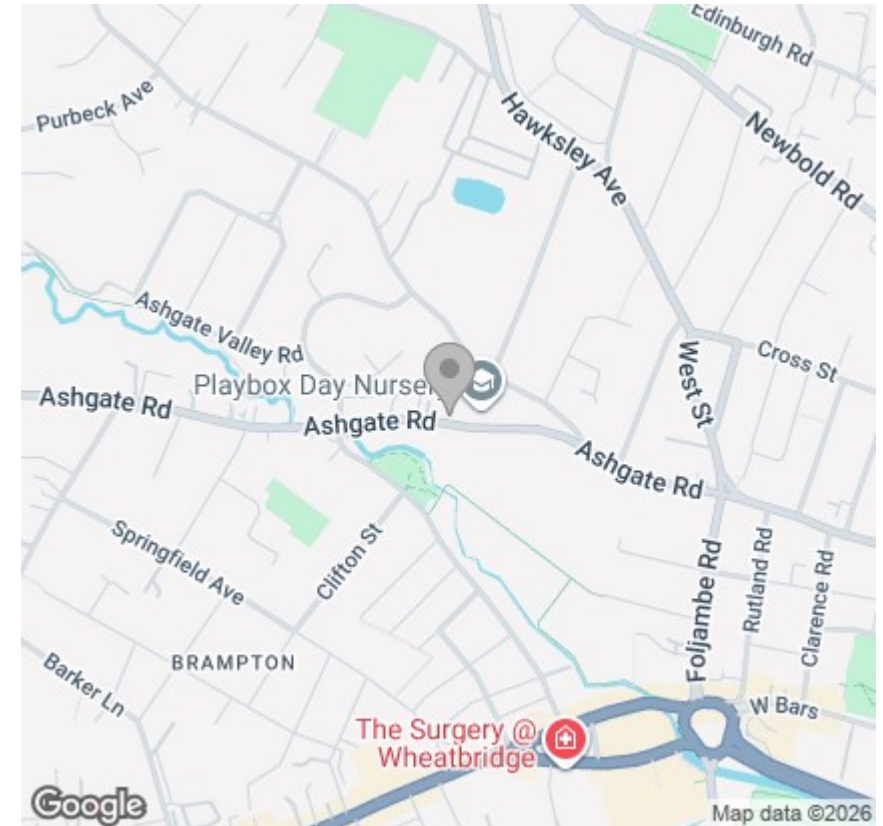 Edinburgh Rd
Purbeck Ave
Hawksley Ave
Newbold Rd
Ashgate Valley Rd
Cross St
West St
Playbox Day Nurser
Ashgate Rd
Ashgate Rd
Ashgate Rd
Springfield Ave
Clifton St
Foljambe Rd
Rutland Rd
Clarence Rd
BRAMPTON
Barker Ln
W Bars
The Surgery @
Wheatbridge
Google
Map data ©2026